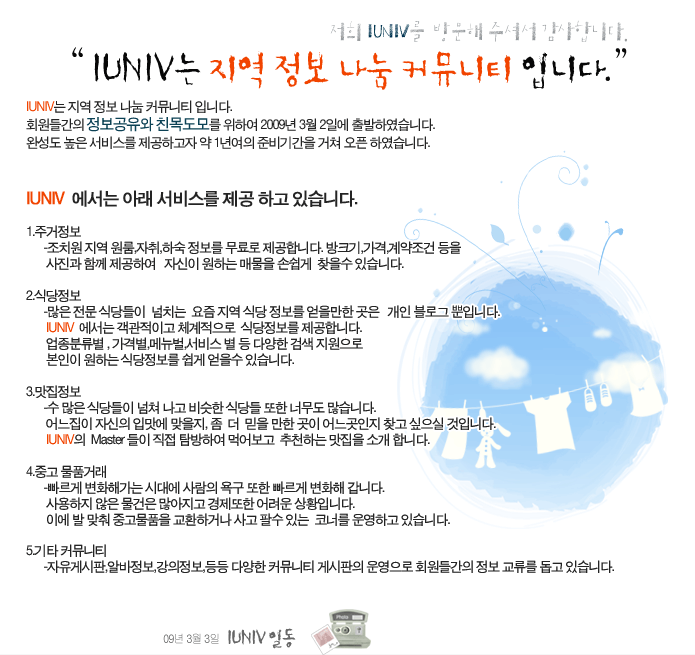 저희 IUNIV를 방문해 주셔서 감사합니다.
“ IUNIV는 지역 정보 나눔 커뮤니티 입니다.”
IUNIV는 지역 정보 나눔 커뮤니티 입니다.
회원들간의 정보공유와 친목도모를 위하여 2009년 3월 2일에 출발하였습니다.
완성도 높은 서비스를 제공하고자 약 1년여의 준비기간을 거쳐 오픈 하였습니다.
IUNIV 에서는 아래 서비스를 제공 하고 있습니다.
1.주거정보
-조치원 지역 원룸,자취,하숙 정보를 무료로 제공합니다. 방크기,가격,계약조건 등을
사진과 함께 제공하여 자신이 원하는 매물을 손쉽게 찾을수 있습니다.
2.식당정보
-많은 전문 식당들이 넘치는 요즘 지역 식당 정보를 얻을만한 곳은 개인 블로그 뿐입니다.
IUNIV 에서는 객관적이고 체계적으로 식당정보를 제공합니다.
업종분류별 , 가격별,메뉴별,서비스 별 등 다양한 검색 지원으로
본인이 원하는 식당정보를 쉽게 얻을수 있습니다.
3.맛집정보
-수 많은 식당들이 넘쳐 나고 비슷한 식당들 또한 너무도 많습니다.
어느집이 자신의 입맛에 맞을지, 좀 더 믿을 만한 곳이 어느곳인지 찾고 싶으실 것입니다.
IUNIV의 Master 들이 직접 탐방하여 먹어보고 추천하는 맛집을 소개 합니다.
4.중고 물품거래
-빠르게 변화해가는 시대에 사람의 욕구 또한 빠르게 변화해 갑니다.
사용하지 않은 물건은 많아지고 경제또한 어려운 상황입니다.
이에 발 맞춰 중고물품을 교환하거나 사고 팔수 있는 코너를 운영하고 있습니다.
5.기타 커뮤니티
-자유게시판,알바정보,강의정보,등등 다양한 커뮤니티 게시판의 운영으로 회원들간의 정보 교류를 돕고 있습니다.
09년 3월 3일 IUNIV 일동
Photo